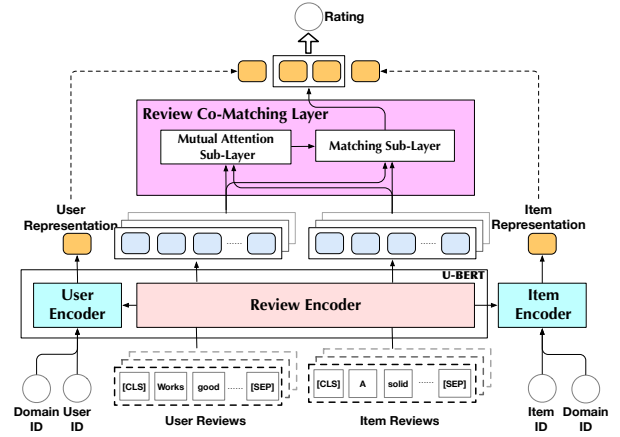 Rating
Review Co-Matching Layer
Mutual Attention
Sub-Layer
Matching Sub-Layer
User
Representation
Item
Representation
......
......
U-BERT
User
Encoder
Review Encoder
Item
Encoder
[CLS] Works good ...... [SEP]
[CLS] A solid ...... [SEP]
Domain
ID
User
ID
User Reviews
Item Reviews
Item
ID
Domain
ID